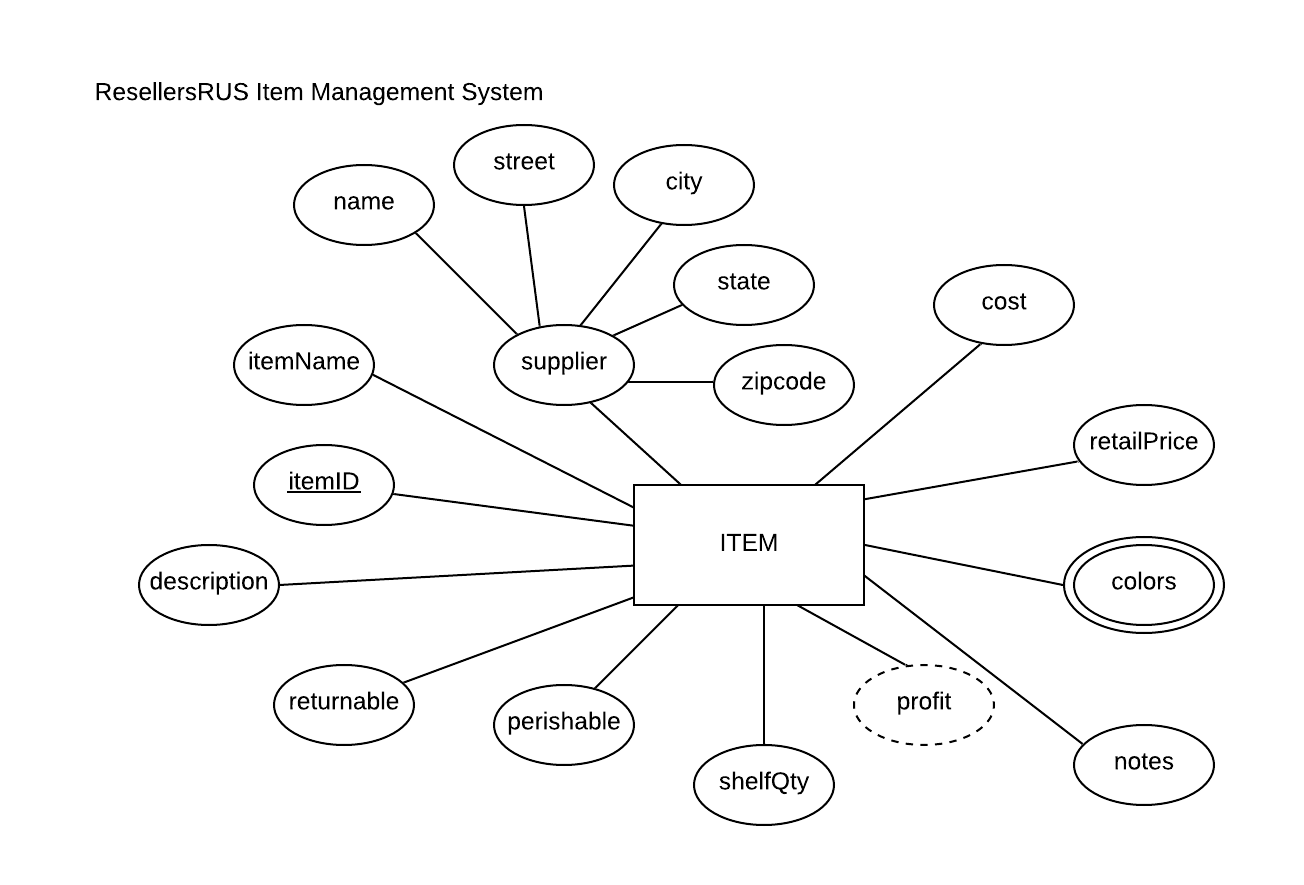 ResellersRUS Item Management System
street
city
name
state
cost
itemName
supplier
zipcode
retailPrice
itemID
ITEM
description
colors
returnable
perishable
profit
shelfQty
notes